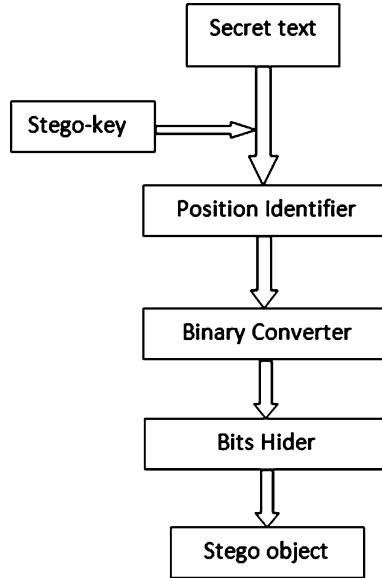 Secret text
Stego-key
Position Identifier
Binary Converter
Bits Hider
Stego object